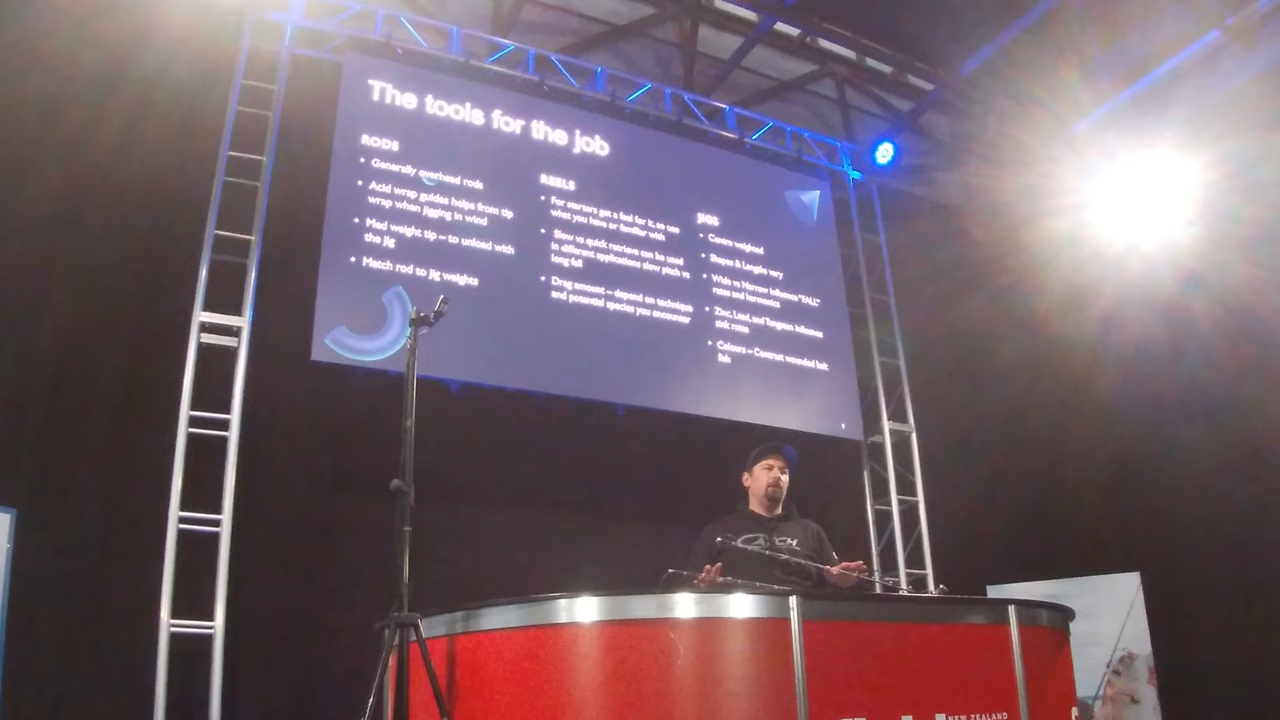 The tools for the job
RODS
• Generally overhead rods
• Acid wrap guides helps from tip
wrap when jigging in wind
• Med weight tip – to unload with
the jig
• Match rod to jig weights
REELS
• For starters get a feel for it, so use
what you have or familiar with
• Slow vs quick retrieve can be used
in different applications slow pitch vs
long fall
• Drag amount – depend on technique
and potential species you encounter
JIGS
• Centre weighted
• Shapes & Lengths vary
• Wide vs Narrow influence "FALL"
rates and harmonics
• Zinc, Lead, and Tungsten influence
sink rates
• Colours – Contrast wounded bait
fish
CATCH
NEW ZEALAND